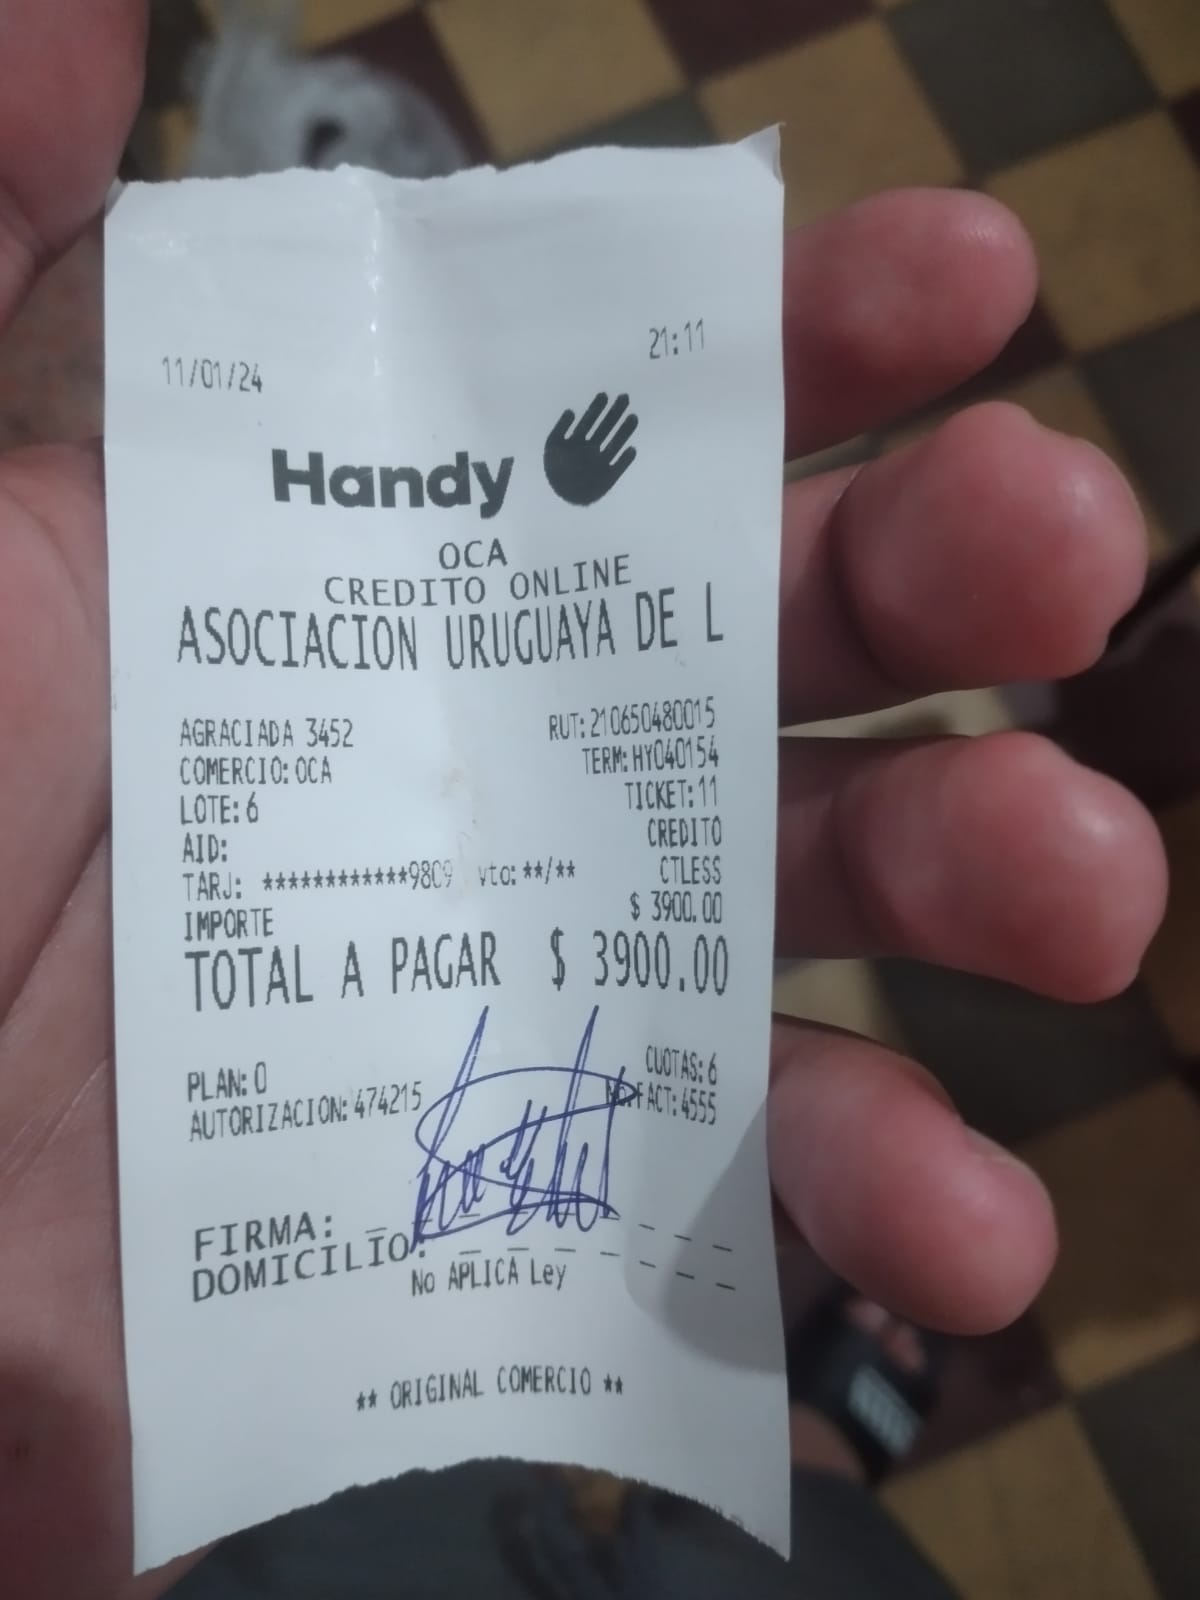 11/01/24 21:11
Handy
OCA
CREDITO ONLINE
ASOCIACION URUGUAYA DE L
AGRACIADA 3452 RUT:210650480015
COMERCIO:OCA TERM:HY040154
LOTE:6 TICKET:11
AID: CREDITO
TARJ: ************9809 vto:**/** CTLESS
IMPORTE $ 3900.00
TOTAL A PAGAR $ 3900.00
PLAN:0 CUOTAS:6
AUTORIZACION:474215 No.FACT:4555
FIRMA:
DOMICILIO:
No APLICA Ley
** ORIGINAL COMERCIO **